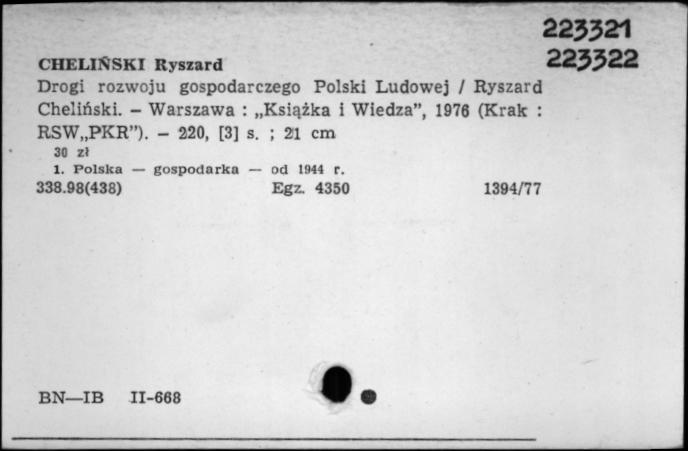 223321
223322
CHELIŃSKI Ryszard
Drogi rozwoju gospodarczego Polski Ludowej / Ryszard
Cheliński. – Warszawa : „Książka i Wiedza”, 1976 (Krak :
RSW„PKR”). – 220, [3] s. ; 21 cm
30 zł
1. Polska — gospodarka — od 1944 r.
338.98(438) Egz. 4350 1394/77
BN—IB II-668